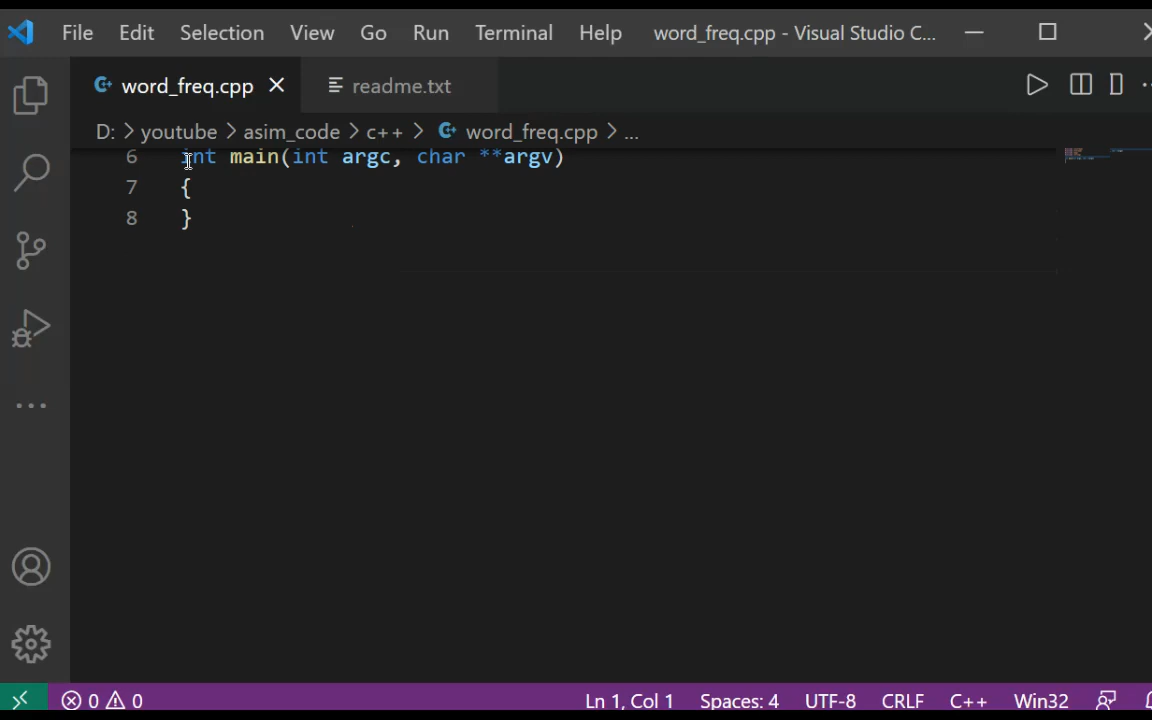 File Edit Selection View Go Run Terminal Help word_freq.cpp - Visual Studio C...
word_freq.cpp readme.txt
D: > youtube > asim_code > c++ > word_freq.cpp > ...
6 int main(int argc, char **argv)
7 {
8 }
0 0 Ln 1, Col 1 Spaces: 4 UTF-8 CRLF C++ Win32